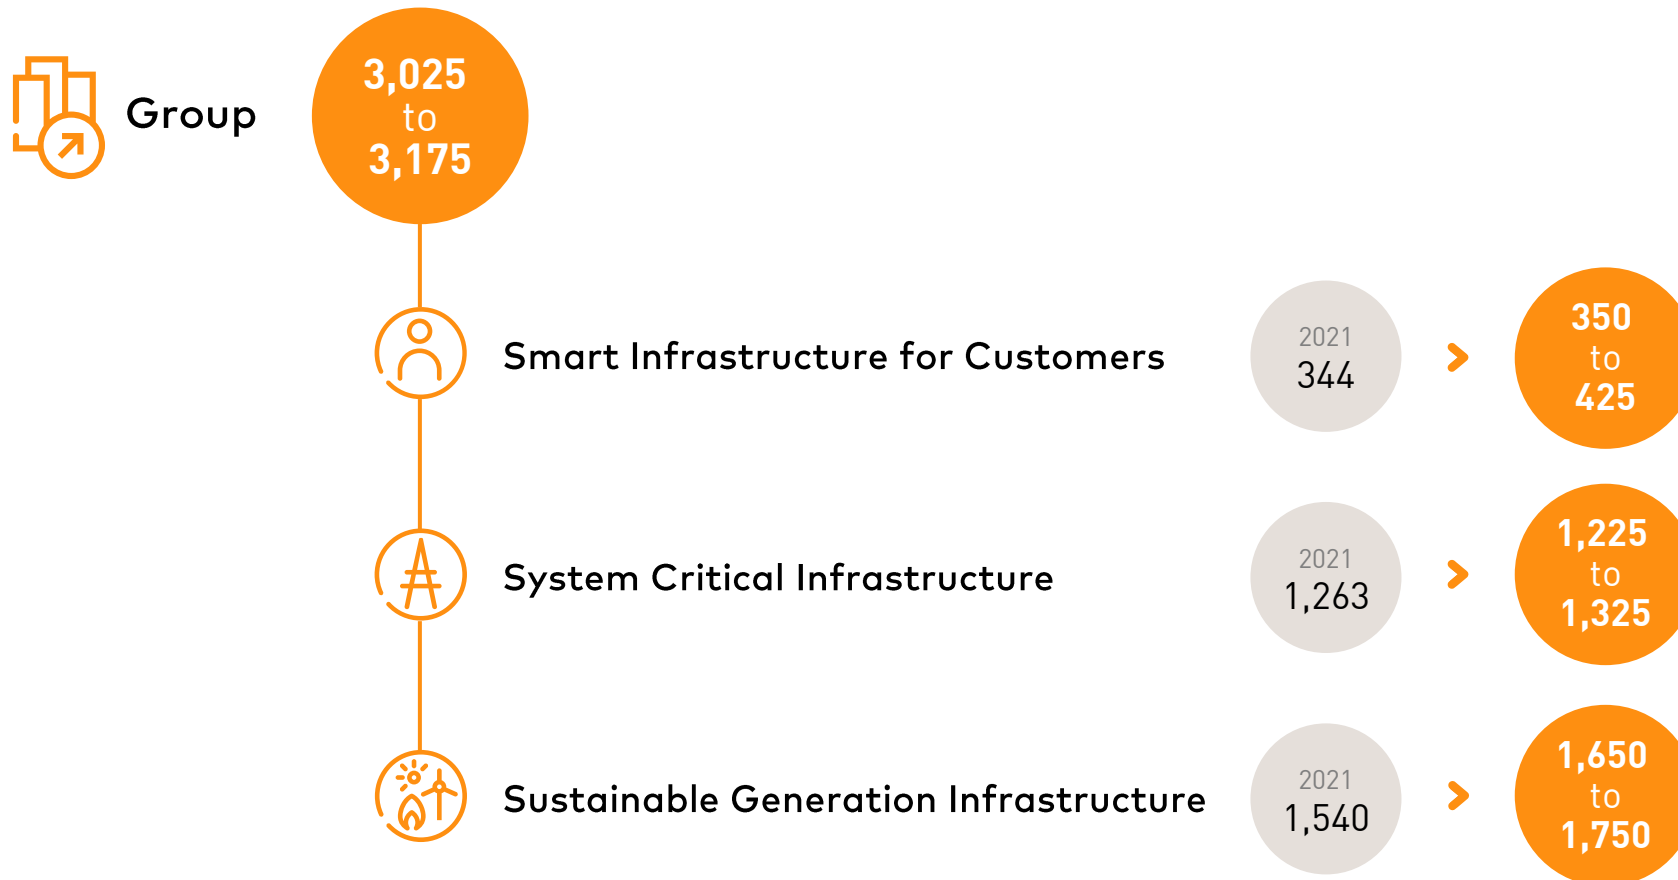 Group
3,025
to
3,175
Smart Infrastructure for Customers
2021
344
350
to
425
System Critical Infrastructure
2021
1,263
1,225
to
1,325
Sustainable Generation Infrastructure
2021
1,540
1,650
to
1,750